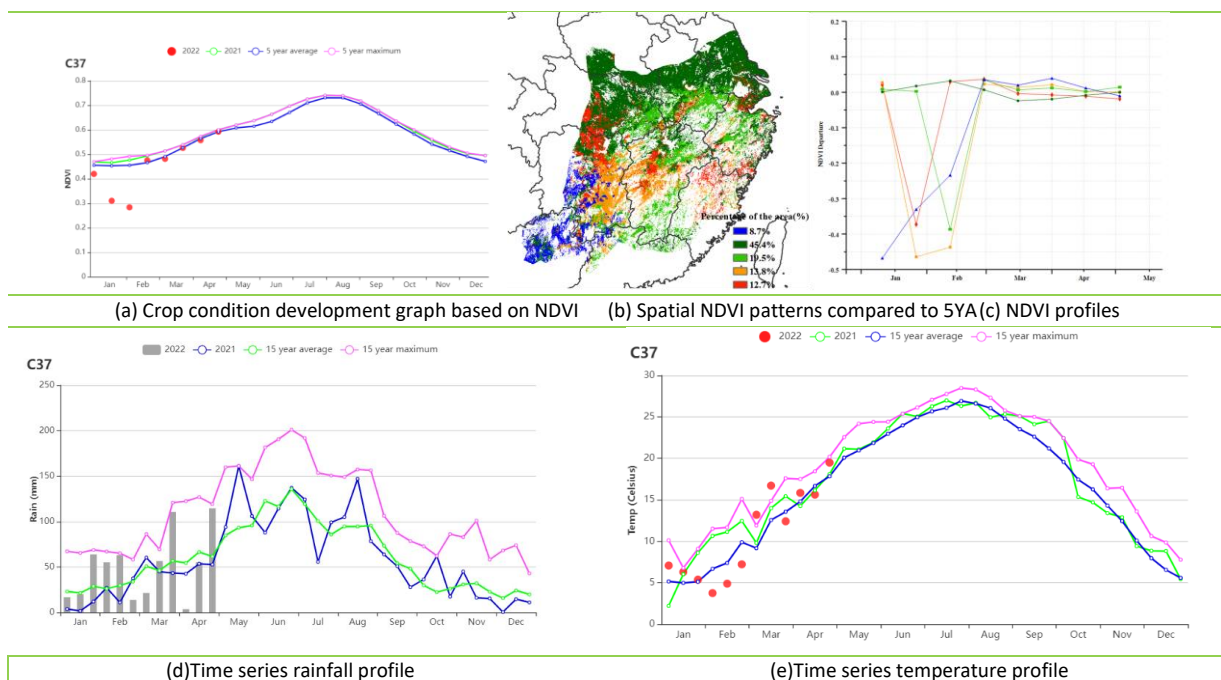 2022 2021 5 year average 5 year maximum
C37
0.8
0.7
0.6
0.5
0.4
0.3
0.2
0.1
0
NDVI
Jan Feb Mar Apr May Jun Jul Aug Sep Oct Nov Dec
Percentage of the area(%)
8.7%
45.4%
19.5%
13.8%
12.7%
0.2
0.1
0.0
-0.1
-0.2
-0.3
-0.4
-0.5
NDVI Departure
Jan Feb Mar Apr May
(a) Crop condition development graph based on NDVI (b) Spatial NDVI patterns compared to 5YA (c) NDVI profiles
2022 2021 15 year average 15 year maximum
C37
250
200
150
100
50
0
Rain (mm)
Jan Feb Mar Apr May Jun Jul Aug Sep Oct Nov Dec
2022 2021 15 year average 15 year maximum
C37
30
25
20
15
10
5
0
Temp (Celsius)
Jan Feb Mar Apr May Jun Jul Aug Sep Oct Nov Dec
(d)Time series rainfall profile (e)Time series temperature profile